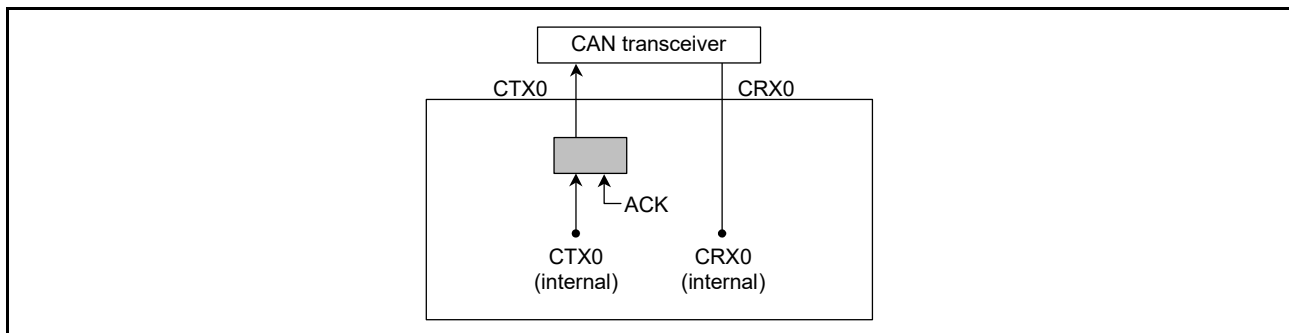 CAN transceiver
CTX0
CRX0
ACK
CTX0
(internal)
CRX0
(internal)